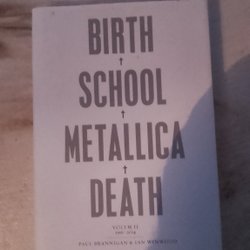 BIRTH
†
SCHOOL
†
METALLICA
†
DEATH
VOLUME II
PAUL BRANNIGAN & IAN WINWOOD